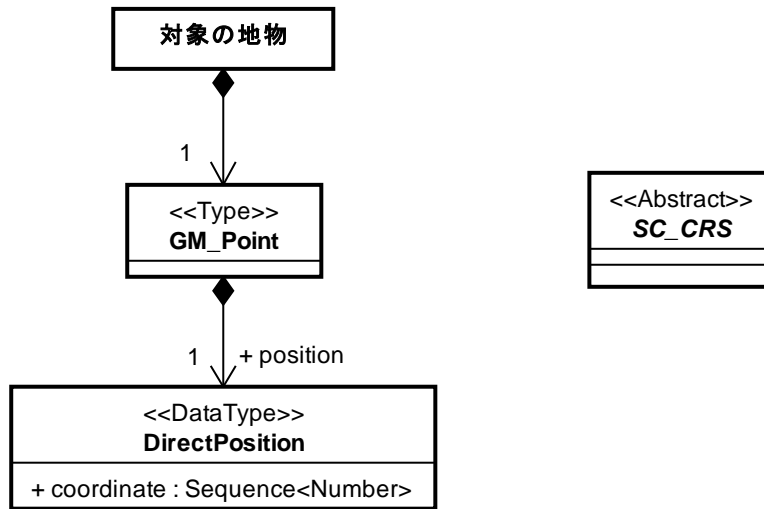 対象の地物
1
<<Type>>
GM_Point
<<Abstract>>
SC_CRS
1 + position
<<DataType>>
DirectPosition
+ coordinate : Sequence<Number>